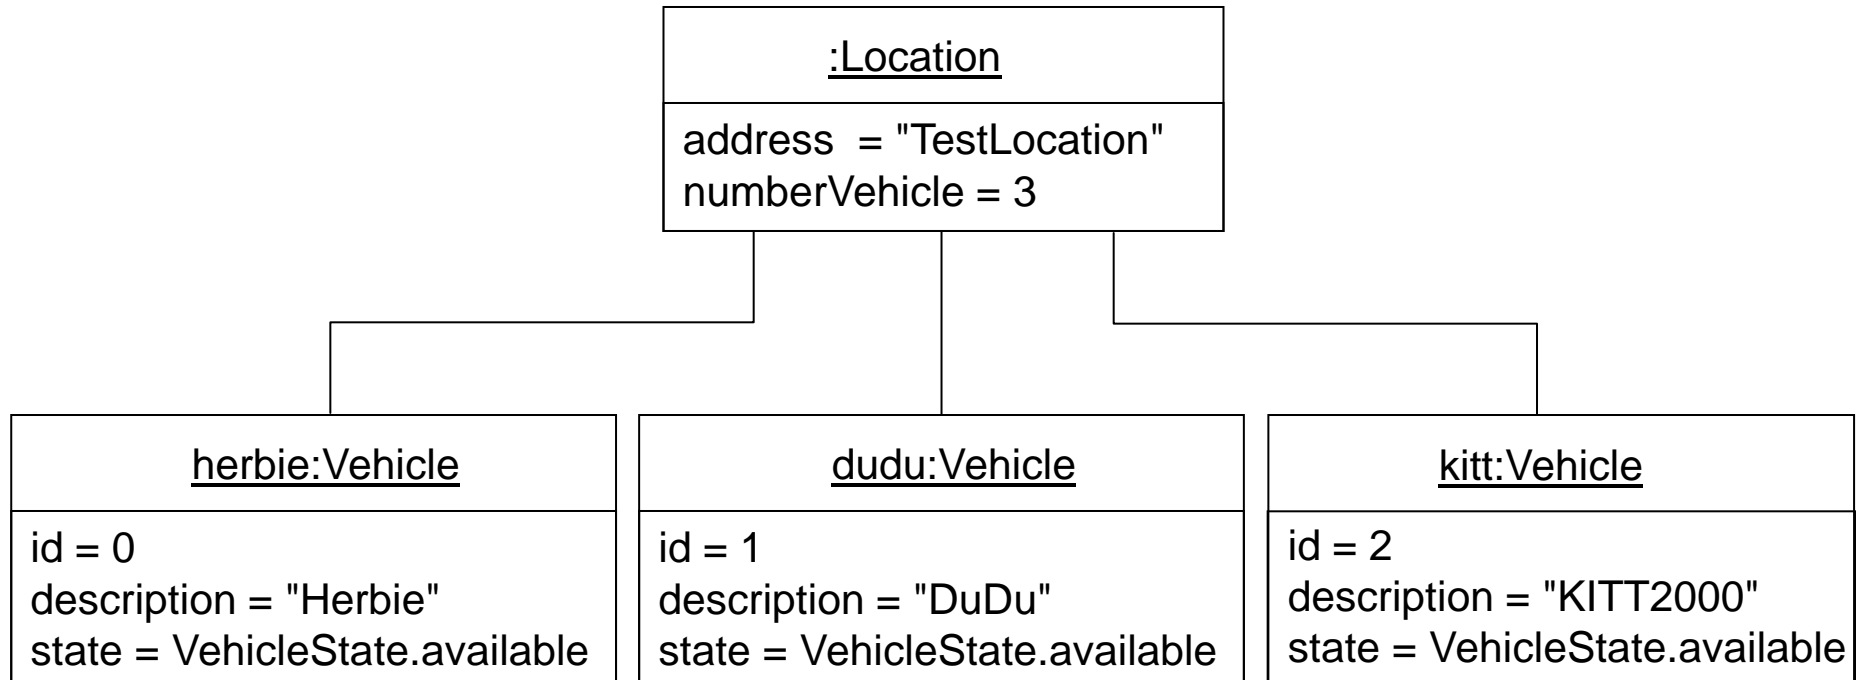 :Location
address  = "TestLocation"
numberVehicle = 3
herbie:Vehicle
id = 0
description = "Herbie"
state = VehicleState.available
dudu:Vehicle
id = 1
description = "DuDu"
state = VehicleState.available
kitt:Vehicle
id = 2
description = "KITT2000"
state = VehicleState.available